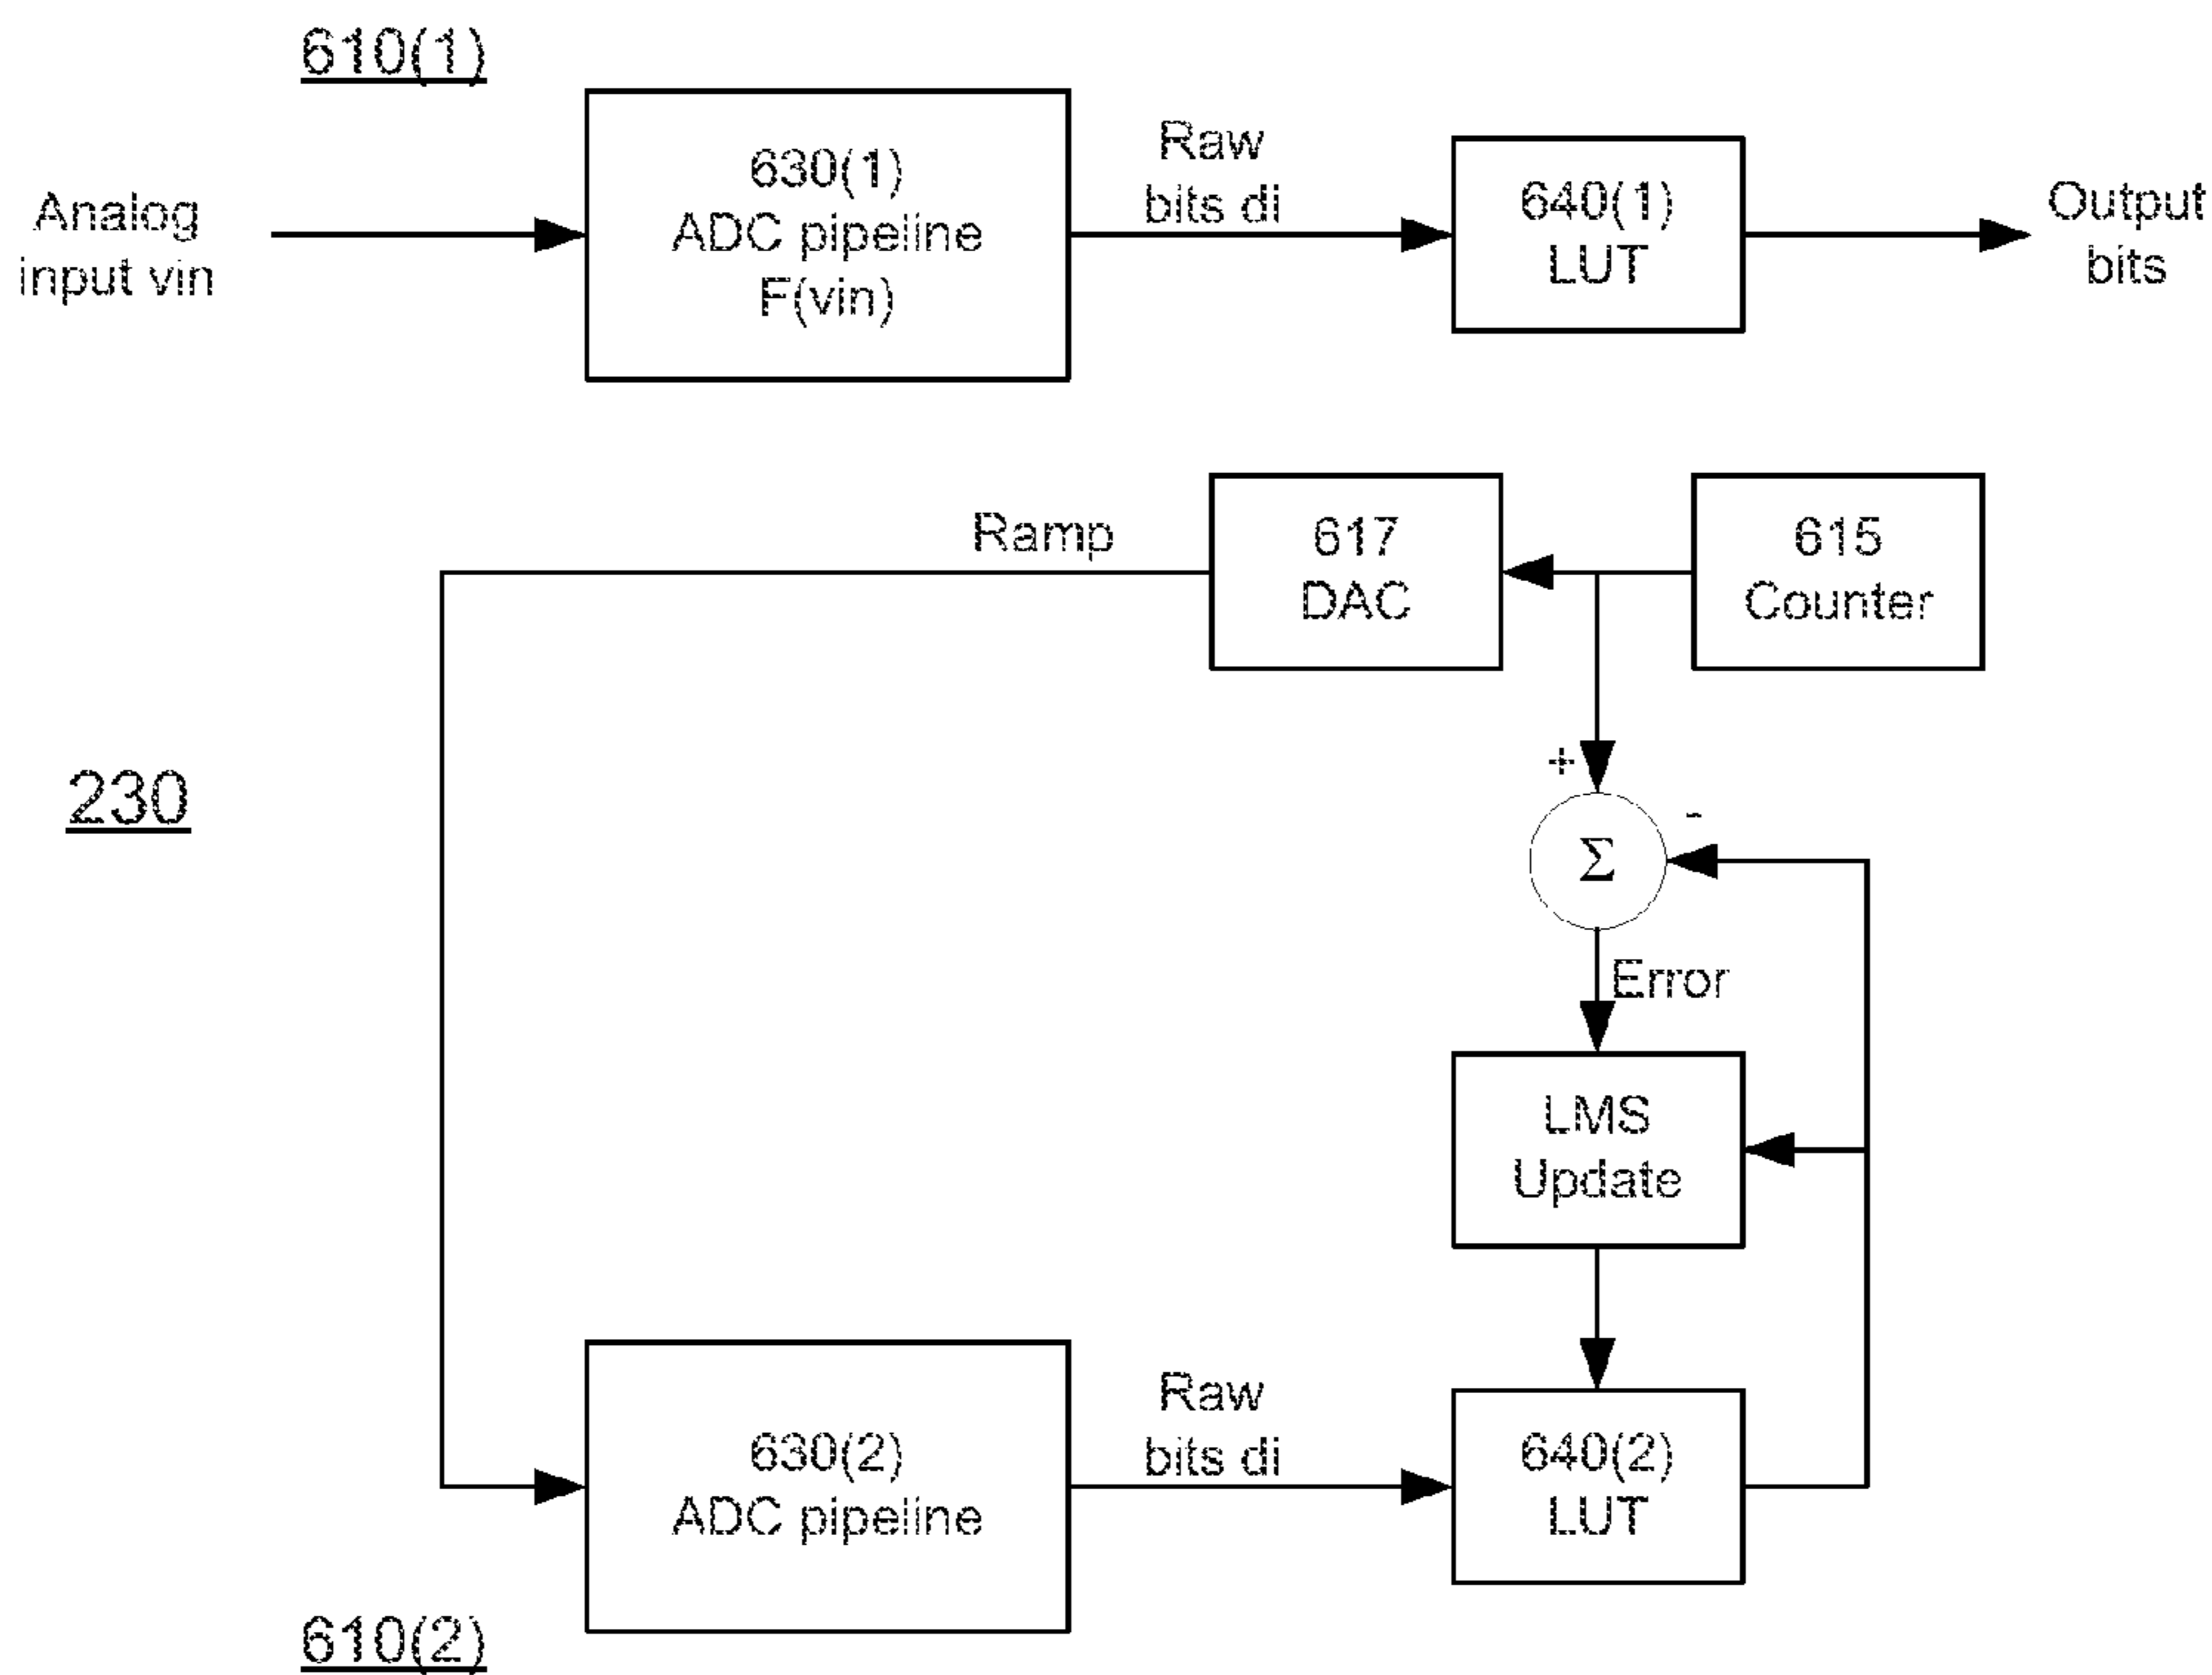 610(1)
Analog
input vin
630(1)
ADC pipeline
F(vin)
Raw
bits di
640(1)
LUT
Output
bits
Ramp
617
DAC
615
Counter
+
-
Σ
230
Error
LMS
Update
630(2)
ADC pipeline
Raw
bits di
640(2)
LUT
610(2)